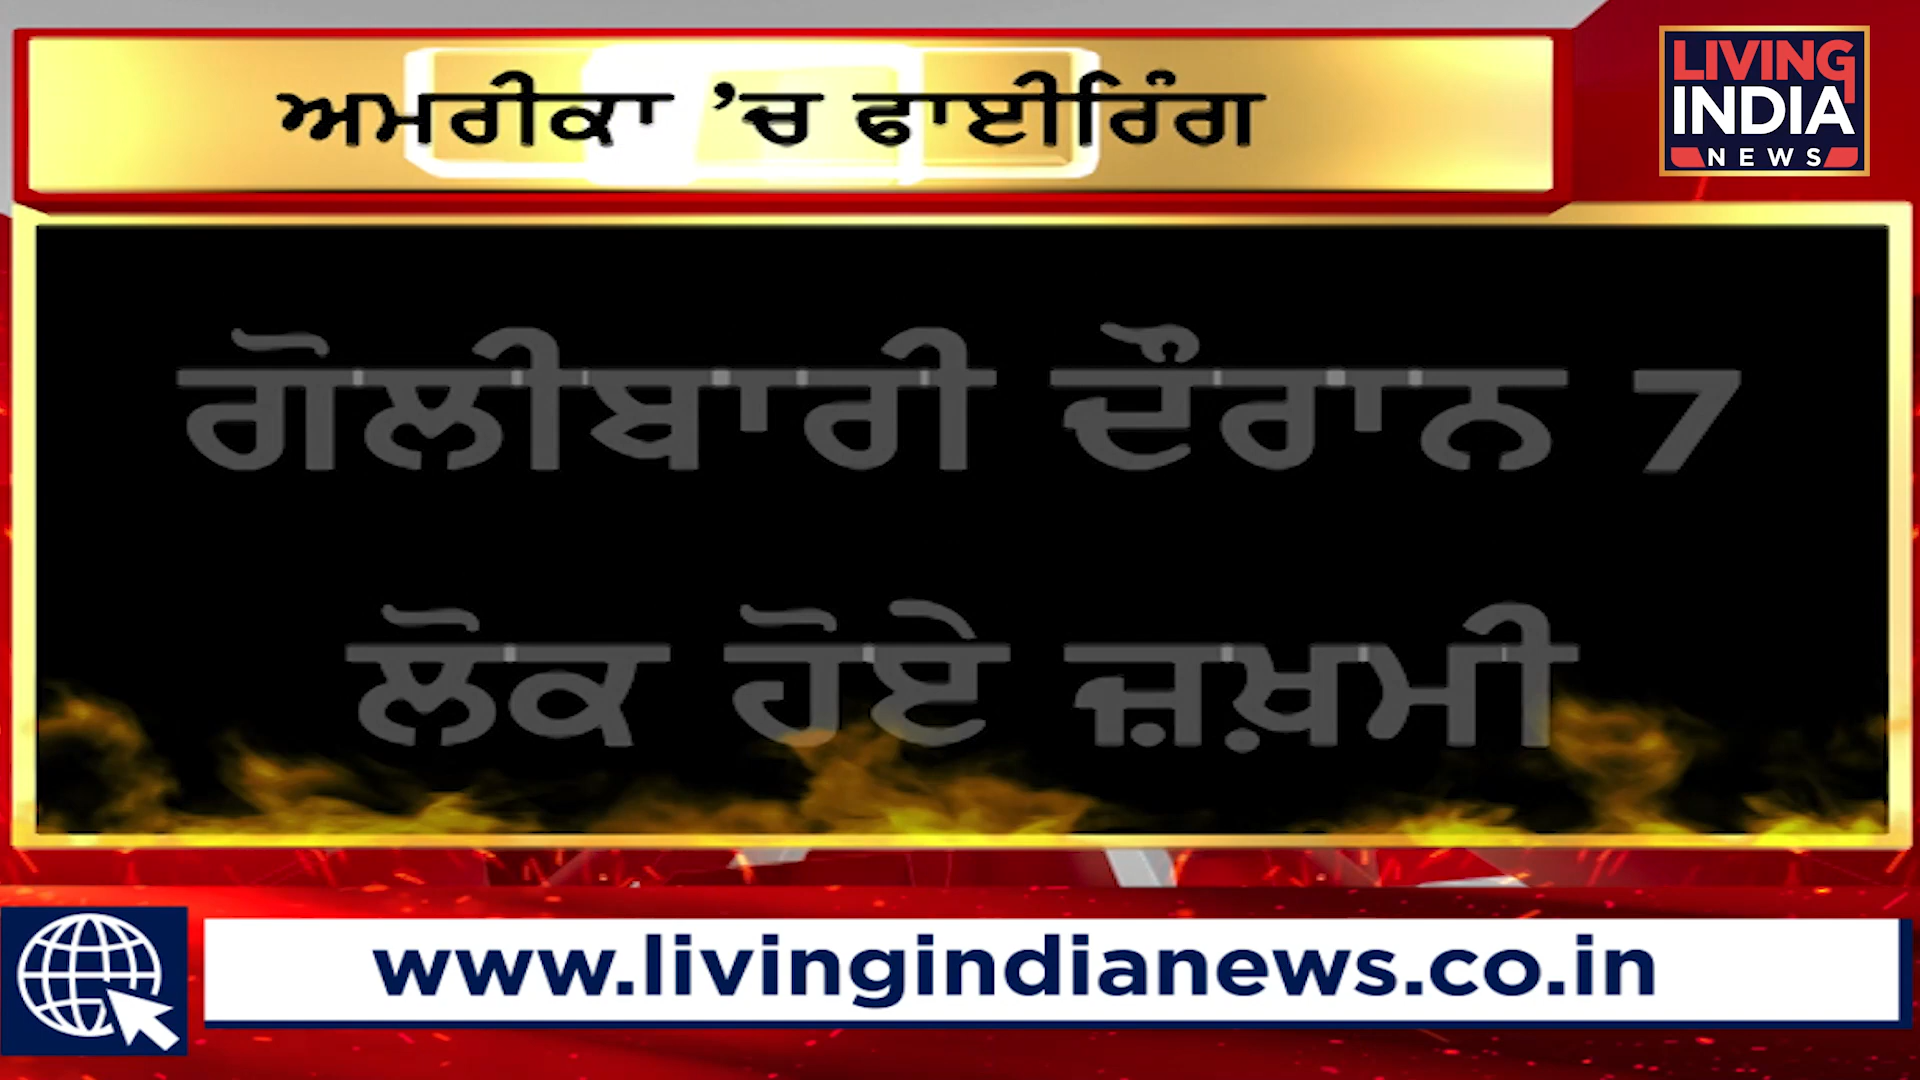 ਅਮਰੀਕਾ ’ਚ ਫਾਈਰਿੰਗ
LIVING
INDIA
NEWS
ਗੋਲੀਬਾਰੀ ਦੌਰਾਨ 7
ਲੋਕ ਹੋਏ ਜ਼ਖ਼ਮੀ
www.livingindianews.co.in